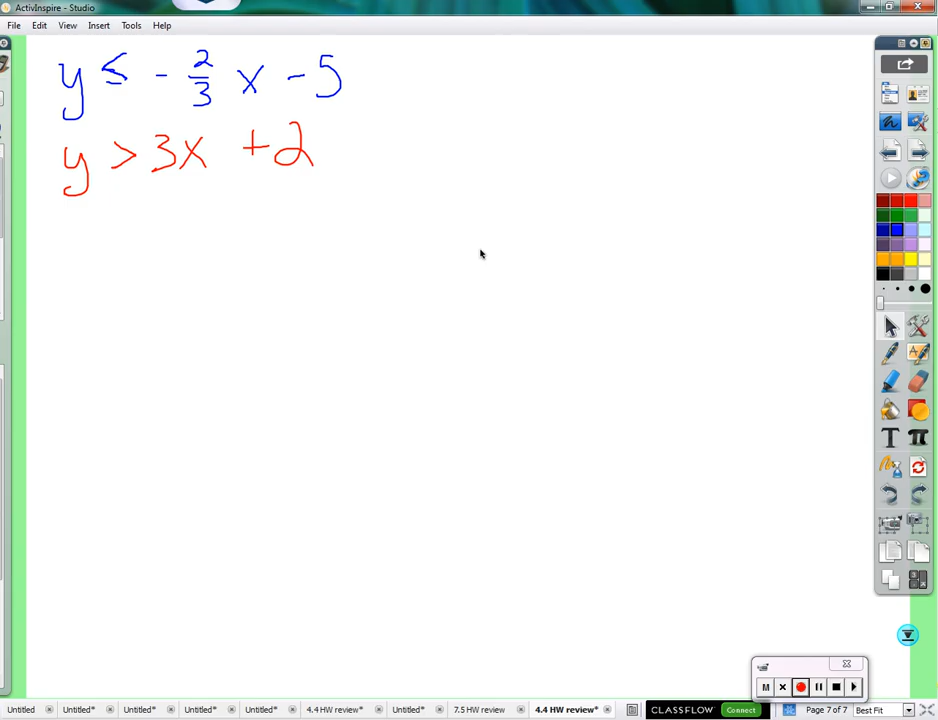 ActivInspire - Studio
File Edit View Insert Tools Help
y ≤ - 2/3 x - 5
y > 3x + 2
M
Untitled Untitled* Untitled* Untitled* Untitled* 4.4 HW review* Untitled* 7.5 HW review 4.4 HW review* CLASSFLOW Connect Page 7 of 7 Best Fit